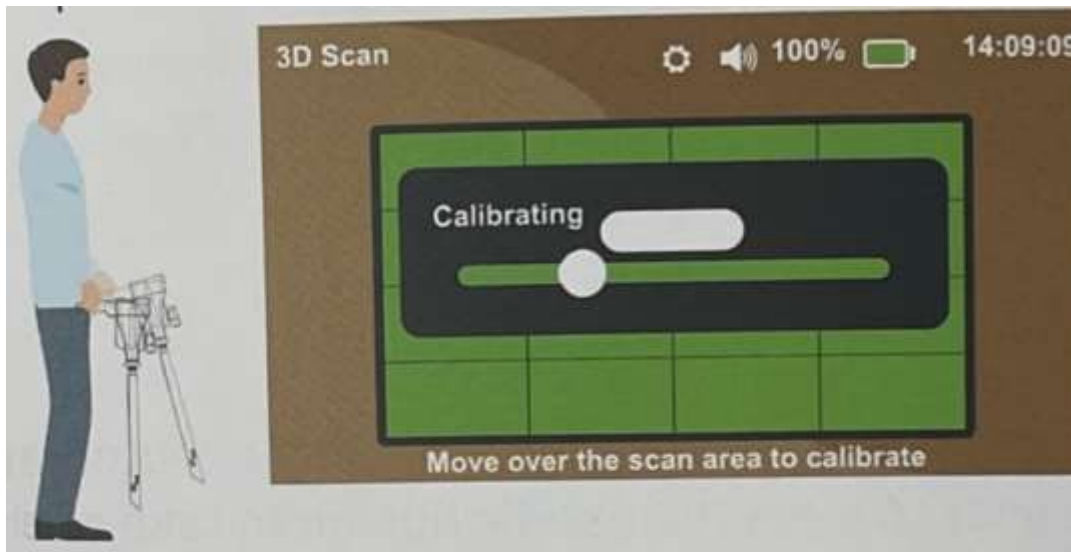 3D Scan
100%
14:09:09
Calibrating
Move over the scan area to calibrate